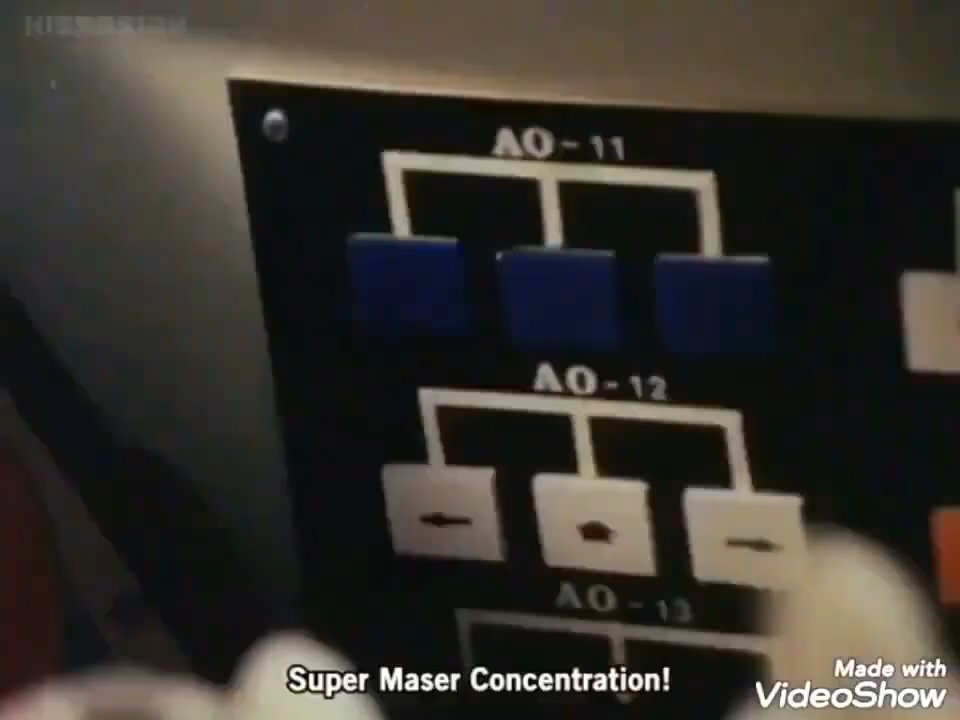 AO-11
AO-12
AO-13
Super Maser Concentration!
Made with
VideoShow